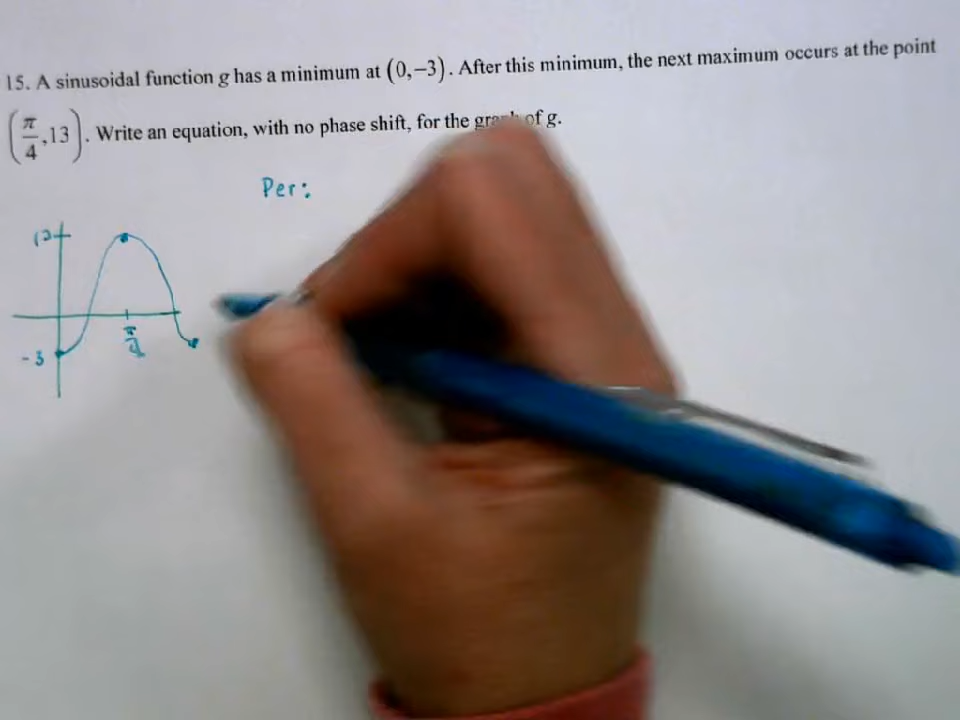 15. A sinusoidal function g has a minimum at (0,−3). After this minimum, the next maximum occurs at the point
(π/4, 13). Write an equation, with no phase shift, for the of g.
Per:
13
π/4
-3